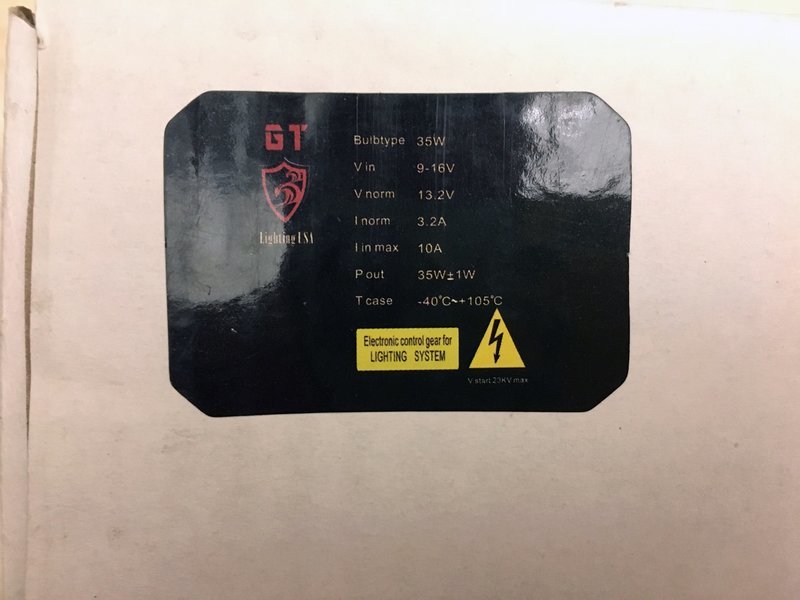 GT
Lighting USA
Bulbtype 35W
V in 9-16V
V norm 13.2V
I norm 3.2A
I in max 10A
P out 35W±1W
T case -40°C~+105°C
Electronic control gear for
LIGHTING SYSTEM
V start 23KV max